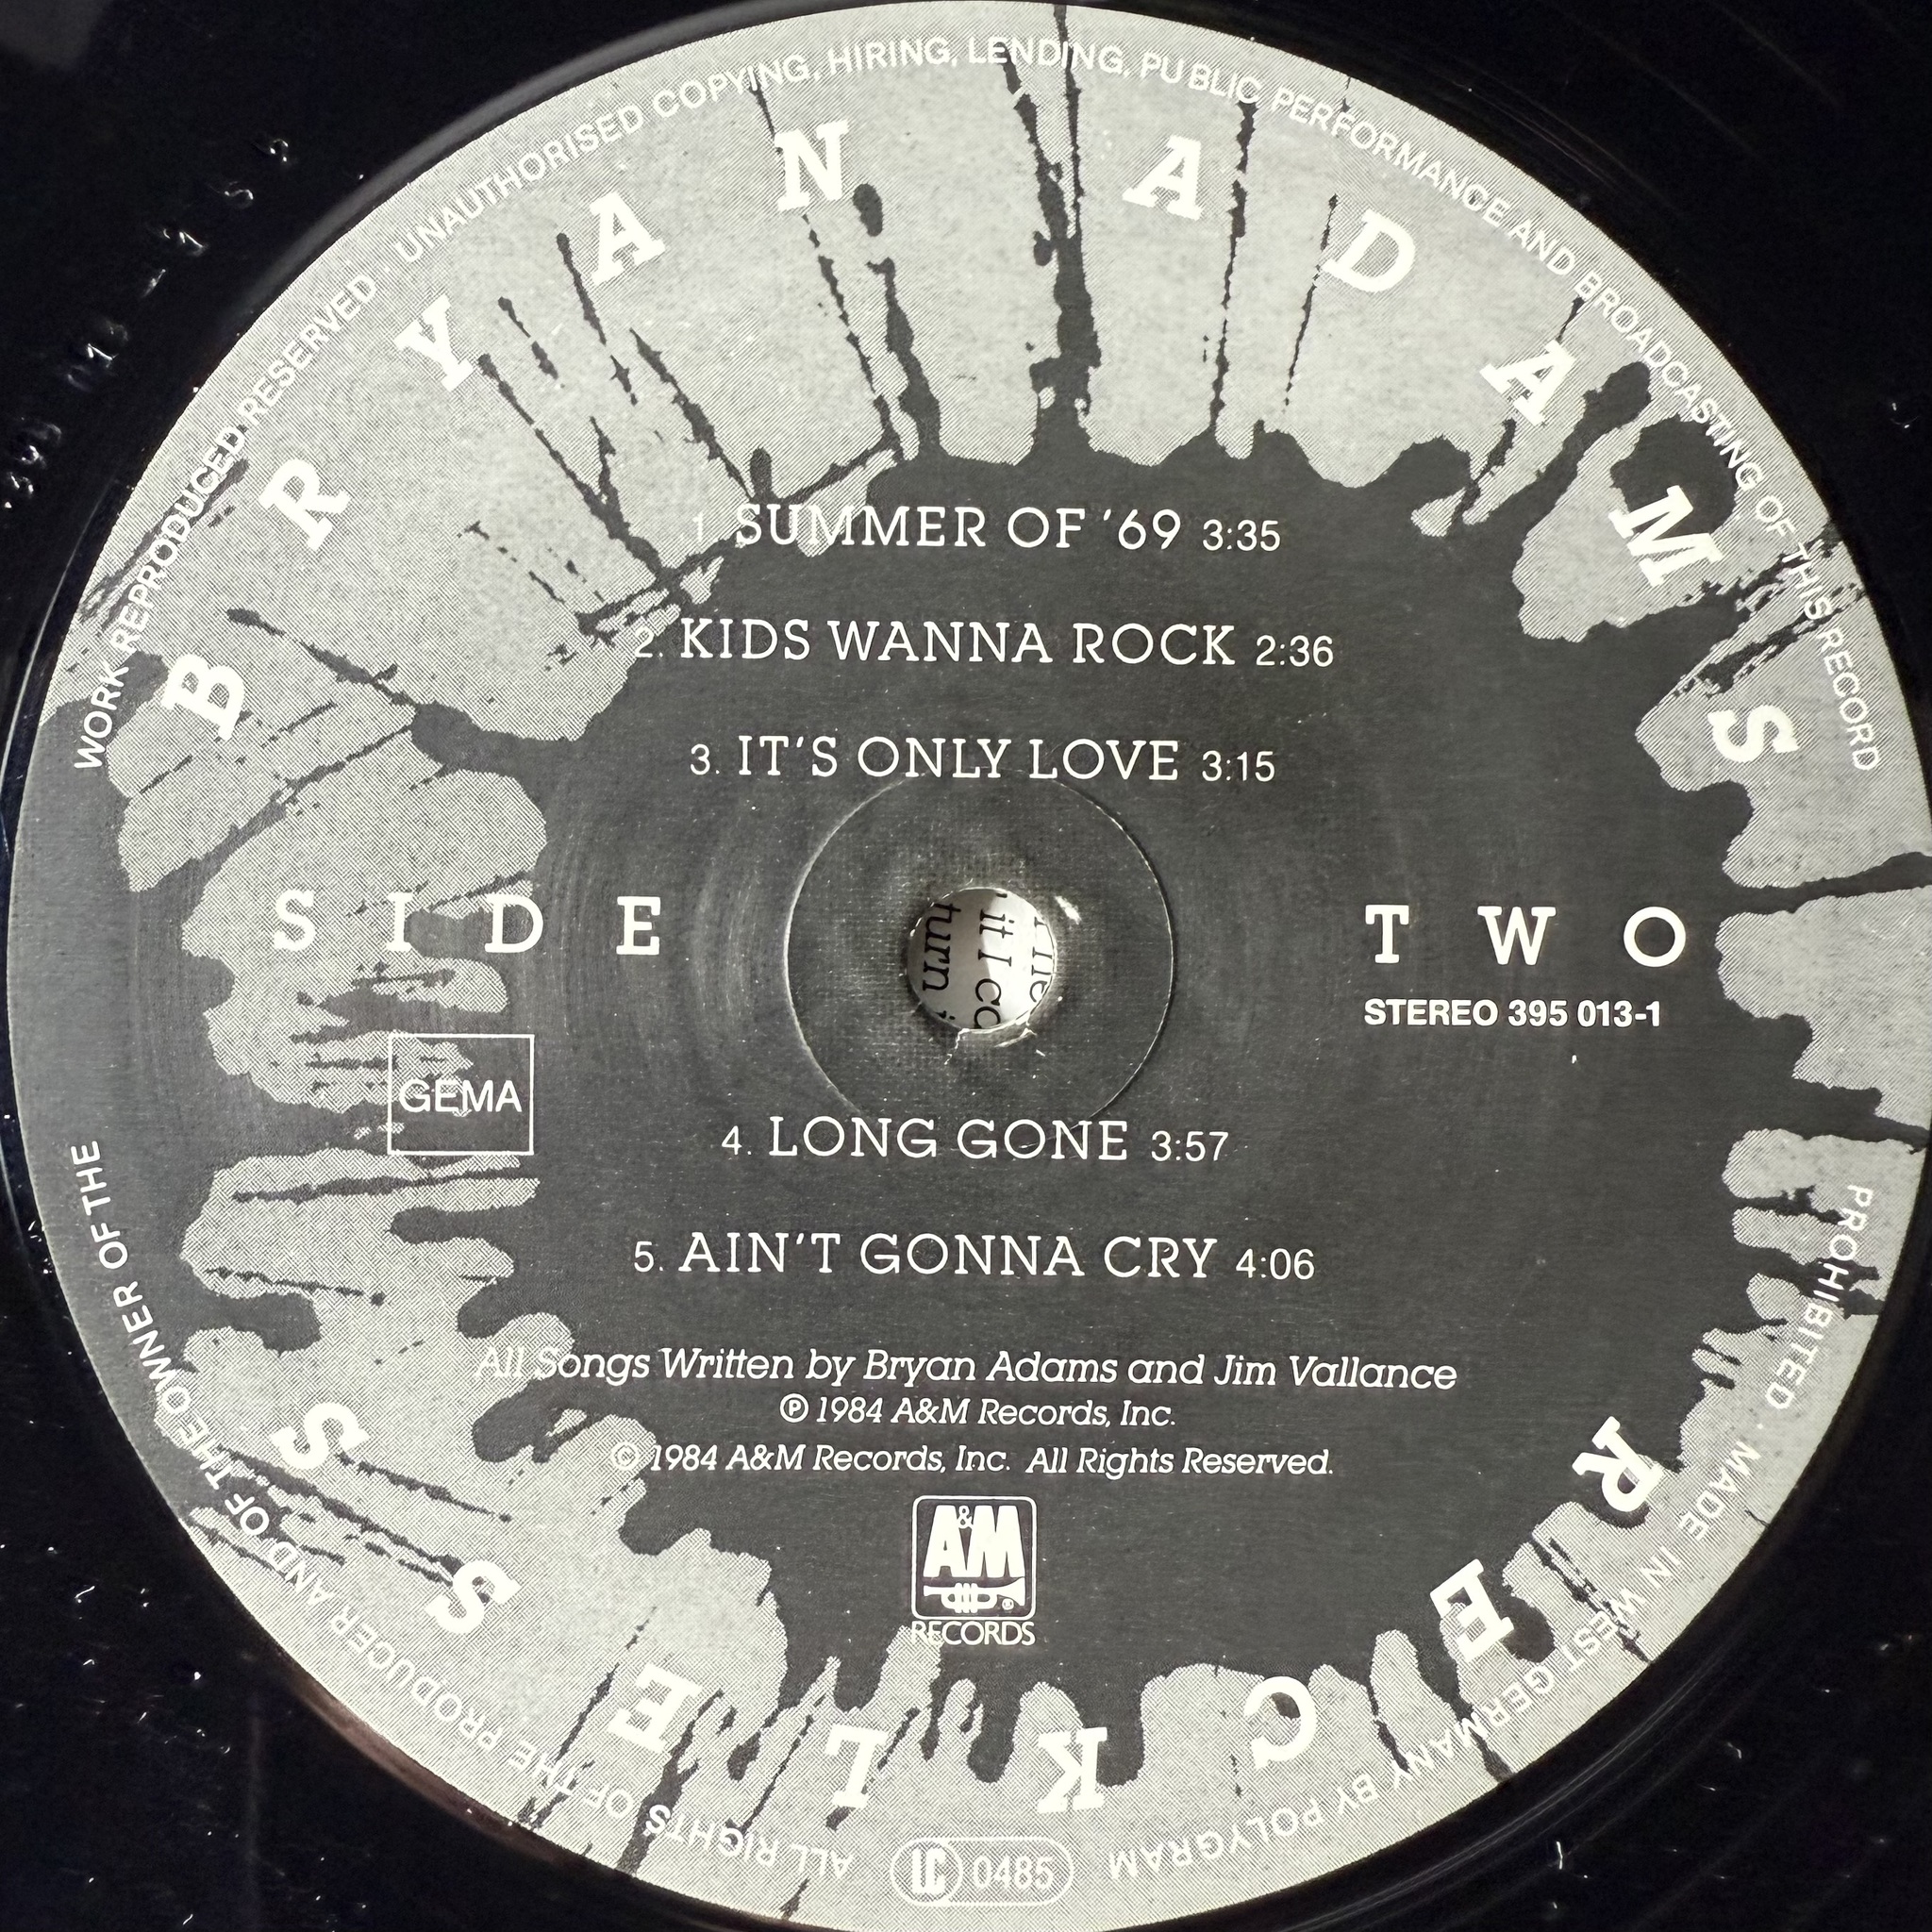 WORK REPRODUCED RESERVED · UNAUTHORISED COPYING, HIRING, LENDING, PUBLIC PERFORMANCE AND BROADCASTING OF THIS RECORD
PROHIBITED · MADE IN WEST GERMANY BY POLYGRAM
BRYAN ADAMS
1. SUMMER OF '69 3:35
2. KIDS WANNA ROCK 2:36
3. IT'S ONLY LOVE 3:15
SIDE TWO
STEREO 395 013-1
turn
it I
GEMA
4. LONG GONE 3:57
5. AIN'T GONNA CRY 4:06
All Songs Written by Bryan Adams and Jim Vallance
℗ 1984 A&M Records, Inc.
© 1984 A&M Records, Inc. All Rights Reserved.
A&M
RECORDS
RECKLESS
LC 0485
ALL RIGHTS OF THE PRODUCER AND OF THE OWNER OF THE